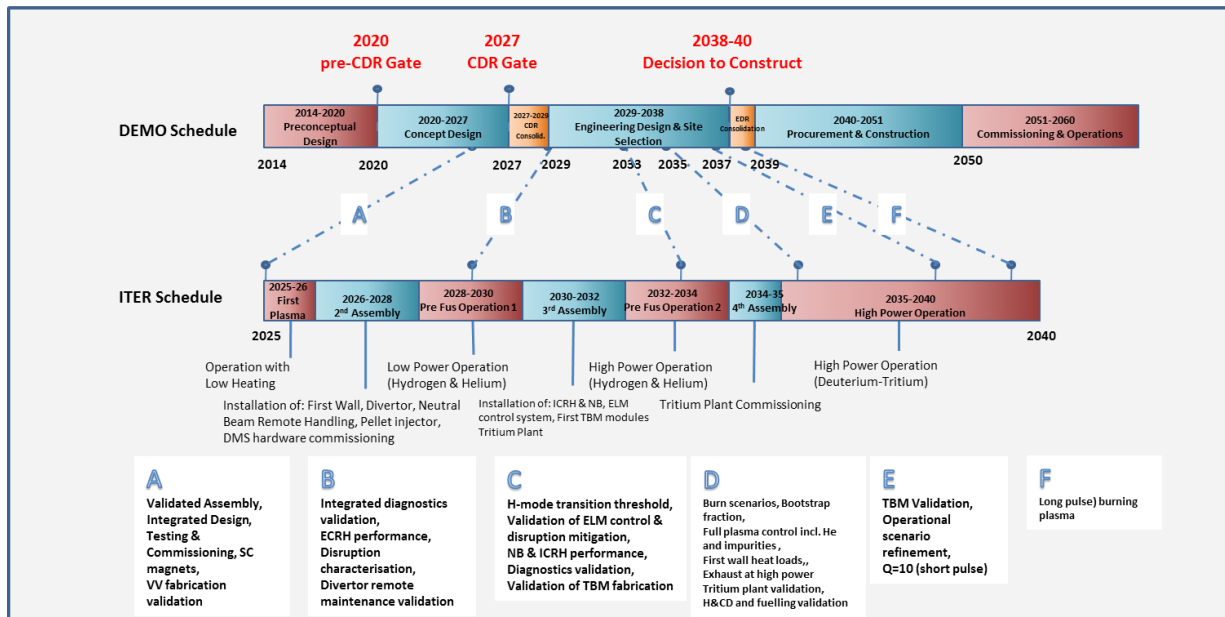 2020
pre-CDR Gate
2027
CDR Gate
2038-40
Decision to Construct
DEMO Schedule
2014-2020
Preconceptual
Design
2020-2027
Concept Design
2027-2029
CDR
Consolid.
2029-2038
Engineering Design & Site
Selection
EDR
Consolidation
2040-2051
Procurement & Construction
2051-2060
Commissioning & Operations
2014
2020
2027
2029
2033
2035
2037
2039
2050
A
B
C
D
E
F
ITER Schedule
2025-26
First
Plasma
2026-2028
2nd Assembly
2028-2030
Pre Fus Operation 1
2030-2032
3rd Assembly
2032-2034
Pre Fus Operation 2
2034-35
4th Assembly
2035-2040
High Power Operation
2025
2040
Operation with
Low Heating
Low Power Operation
(Hydrogen & Helium)
High Power Operation
(Hydrogen & Helium)
High Power Operation
(Deuterium-Tritium)
Installation of: First Wall, Divertor, Neutral
Beam Remote Handling, Pellet injector,
DMS hardware commissioning
Installation of: ICRH & NB, ELM
control system, First TBM modules
Tritium Plant
Tritium Plant Commissioning
A
Validated Assembly,
Integrated Design,
Testing &
Commissioning, SC
magnets,
VV fabrication
validation
B
Integrated diagnostics
validation,
ECRH performance,
Disruption
characterisation,
Divertor remote
maintenance validation
C
H-mode transition threshold,
Validation of ELM control &
disruption mitigation,
NB & ICRH performance,
Diagnostics validation,
Validation of TBM fabrication
D
Burn scenarios, Bootstrap
fraction,
Full plasma control incl. He
and impurities ,
First wall heat loads,,
Exhaust at high power
Tritium plant validation,
H&CD and fuelling validation
E
TBM Validation,
Operational
scenario
refinement,
Q=10 (short pulse)
F
Long pulse) burning
plasma